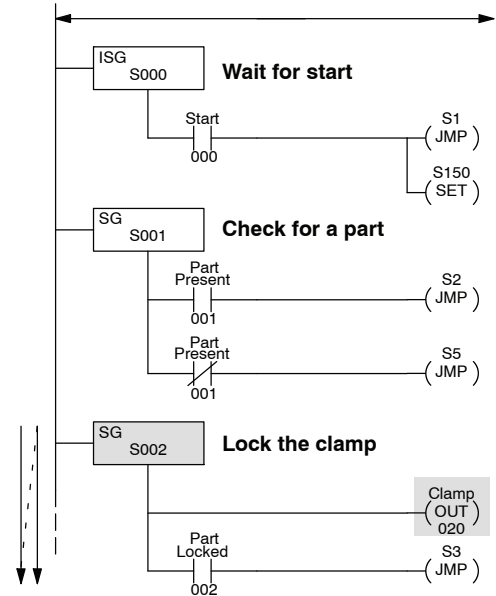 ISG
S000
Wait for start
Start
000
S1
JMP
S150
SET
SG
S001
Check for a part
Part
Present
001
S2
JMP
Part
Present
001
S5
JMP
SG
S002
Lock the clamp
Clamp
OUT
020
Part
Locked
002
S3
JMP